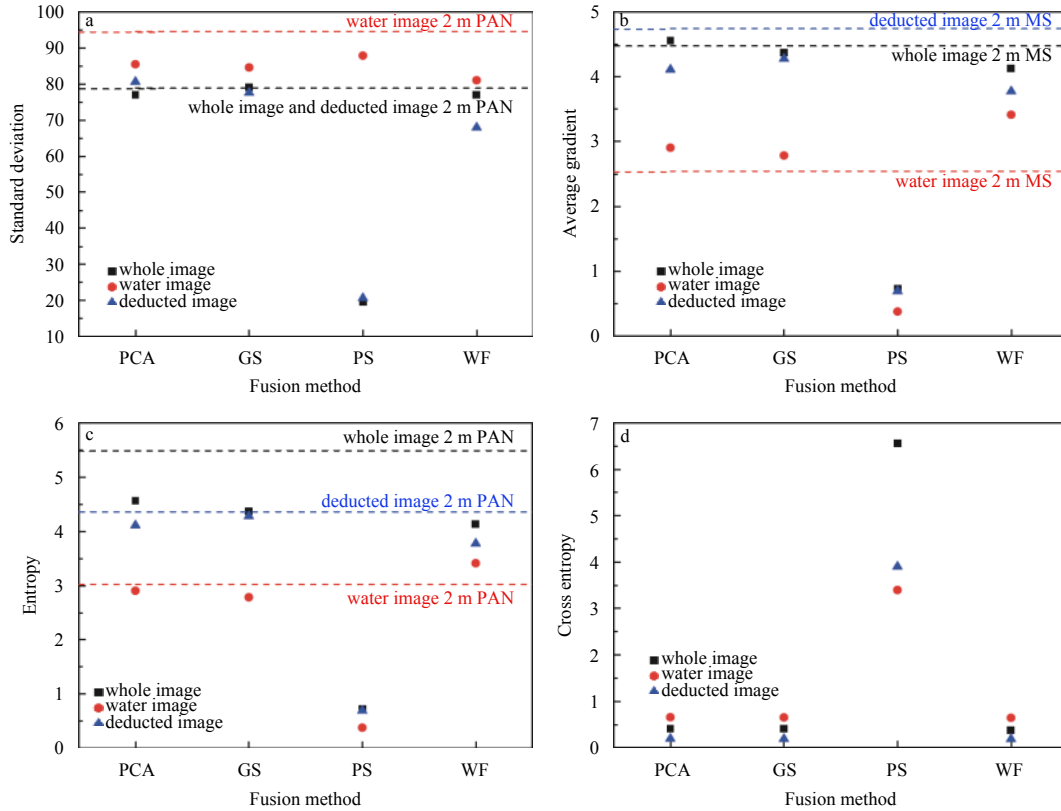 a
water image 2 m PAN
whole image and deducted image 2 m PAN
100
90
80
70
60
50
40
30
20
10
Standard deviation
whole image
water image
deducted image
PCA GS PS WF
Fusion method
b
deducted image 2 m MS
whole image 2 m MS
water image 2 m MS
5
4
3
2
1
0
Average gradient
whole image
water image
deducted image
PCA GS PS WF
Fusion method
c
whole image 2 m PAN
deducted image 2 m PAN
water image 2 m PAN
6
5
4
3
2
1
0
Entropy
whole image
water image
deducted image
PCA GS PS WF
Fusion method
d
7
6
5
4
3
2
1
0
Cross entropy
whole image
water image
deducted image
PCA GS PS WF
Fusion method